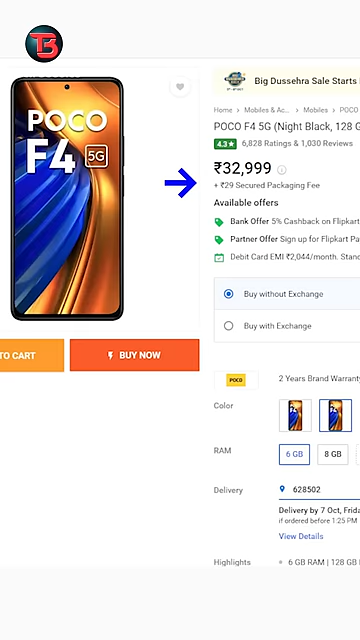 TB
POCO
F4 5G
TO CART
BUY NOW
Big Dussehra Sale Starts
Home > Mobiles & Ac... > Mobiles > POCO
POCO F4 5G (Night Black, 128 G
4.3★ 6,828 Ratings & 1,030 Reviews
₹32,999
+ ₹29 Secured Packaging Fee
Available offers
Bank Offer 5% Cashback on Flipkart
Partner Offer Sign up for Flipkart Pa
Debit Card EMI ₹2,044/month. Stand
Buy without Exchange
Buy with Exchange
POCO 2 Years Brand Warranty
Color
RAM 6 GB 8 GB
Delivery 628502
Delivery by 7 Oct, Frida
if ordered before 1:25 PM
View Details
Highlights • 6 GB RAM | 128 GB